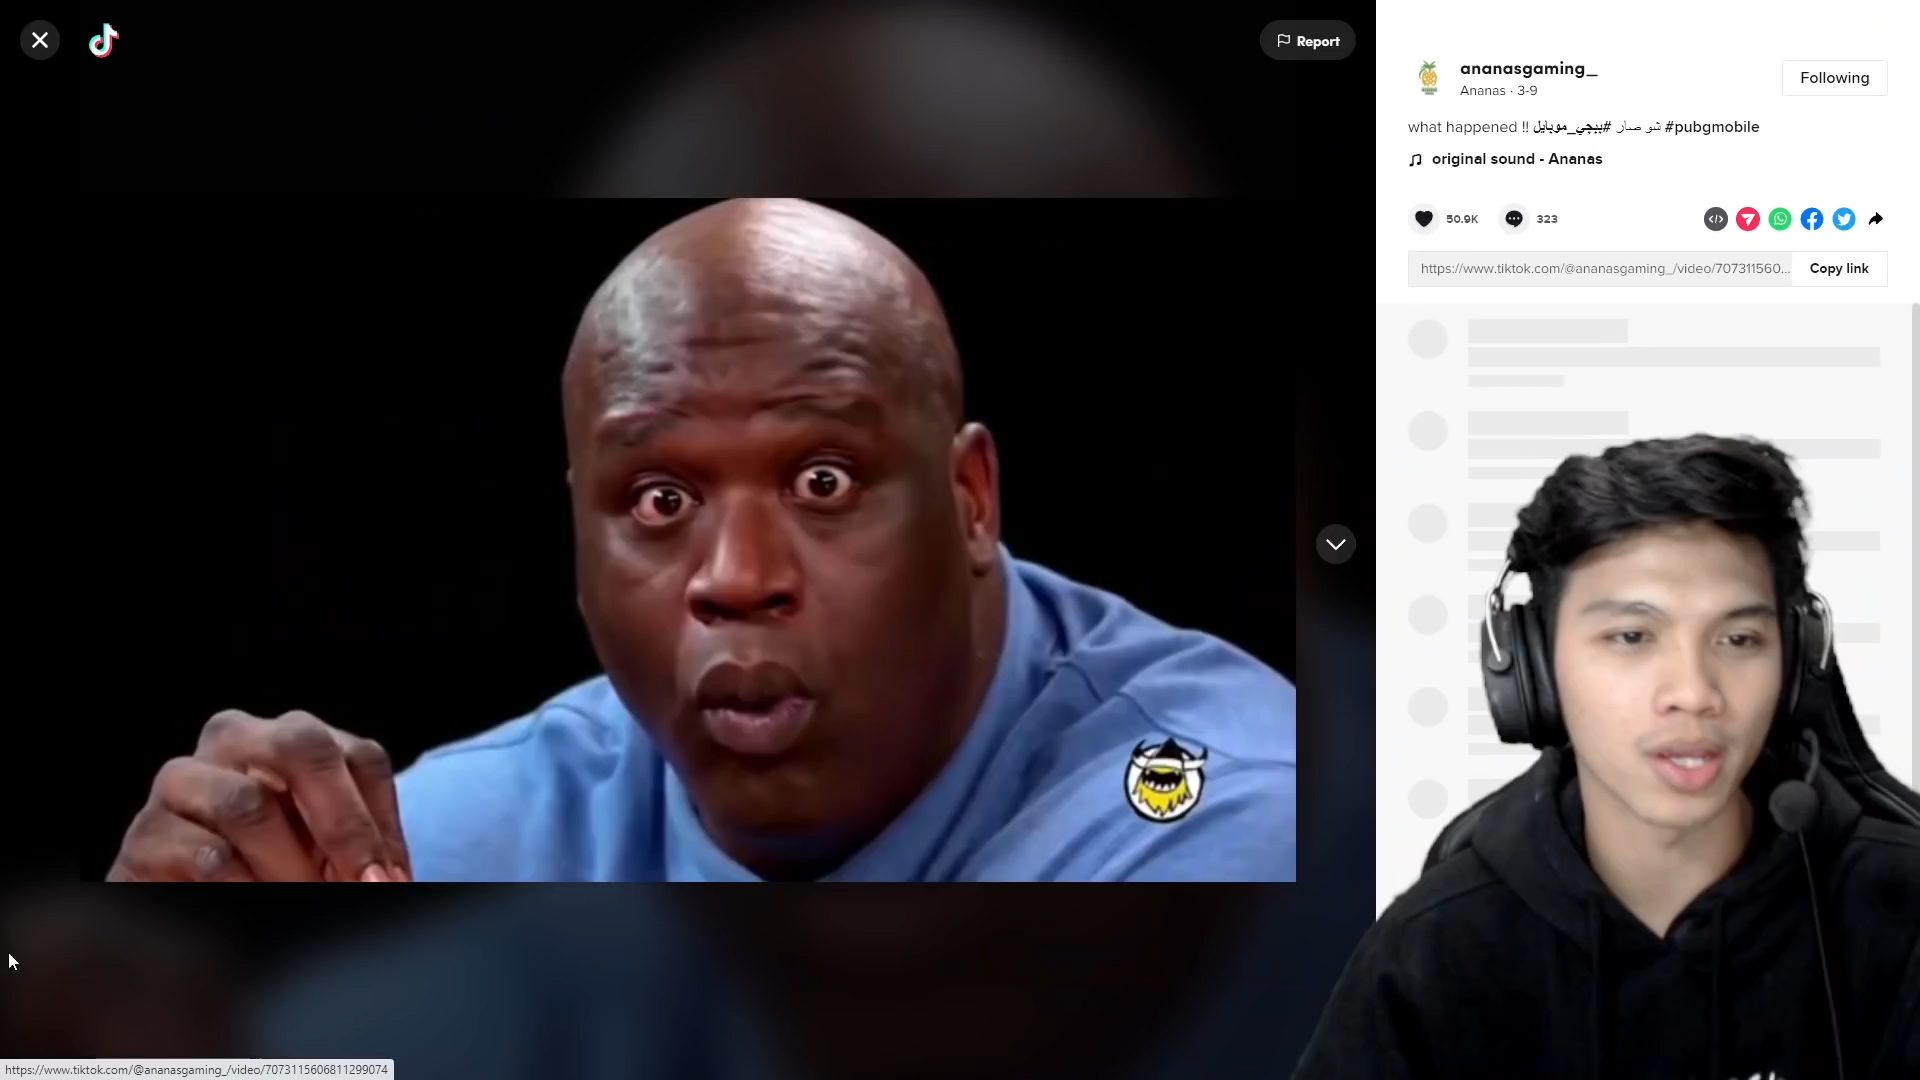 Report
ananasgaming_
Ananas · 3-9
Following
what happened !! شو صار #ببجي_موبايل #pubgmobile
original sound - Ananas
50.9K
323
https://www.tiktok.com/@ananasgaming_/video/707311560...
Copy link
https://www.tiktok.com/@ananasgaming_/video/7073115606811299074